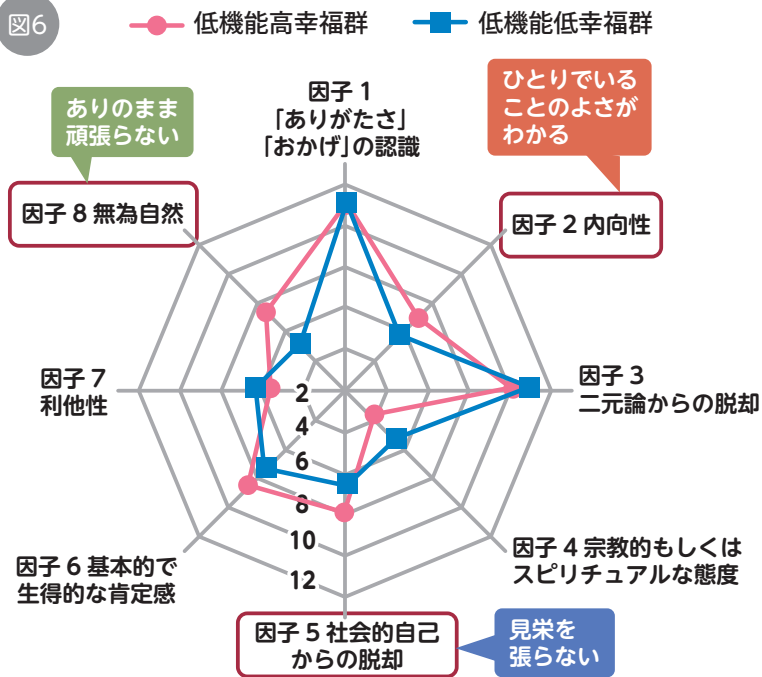 図6
低機能高幸福群
低機能低幸福群
ありのまま
頑張らない
因子1
「ありがたさ」
「おかげ」の認識
ひとりでいる
ことのよさが
わかる
因子8 無為自然
因子2 内向性
因子7
利他性
因子3
二元論からの脱却
2
4
6
8
10
12
因子6 基本的で
生得的な肯定感
因子4 宗教的もしくは
スピリチュアルな態度
因子5 社会的自己
からの脱却
見栄を
張らない